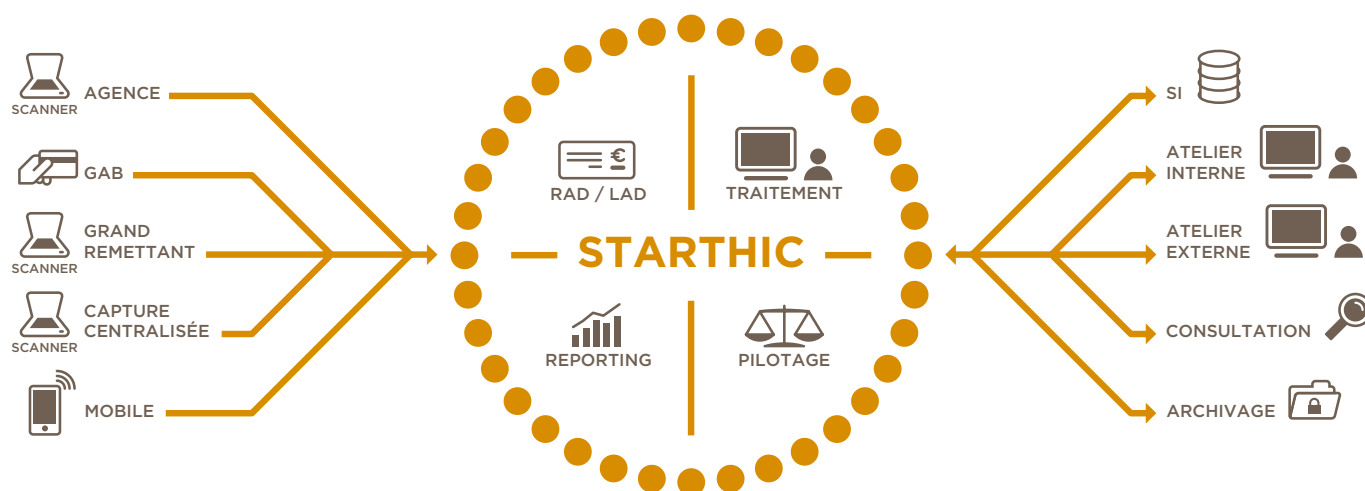 SCANNER
AGENCE
GAB
SCANNER
GRAND
REMETTANT
SCANNER
CAPTURE
CENTRALISÉE
MOBILE
€
RAD / LAD
TRAITEMENT
STARTHIC
REPORTING
PILOTAGE
SI
ATELIER
INTERNE
ATELIER
EXTERNE
CONSULTATION
ARCHIVAGE